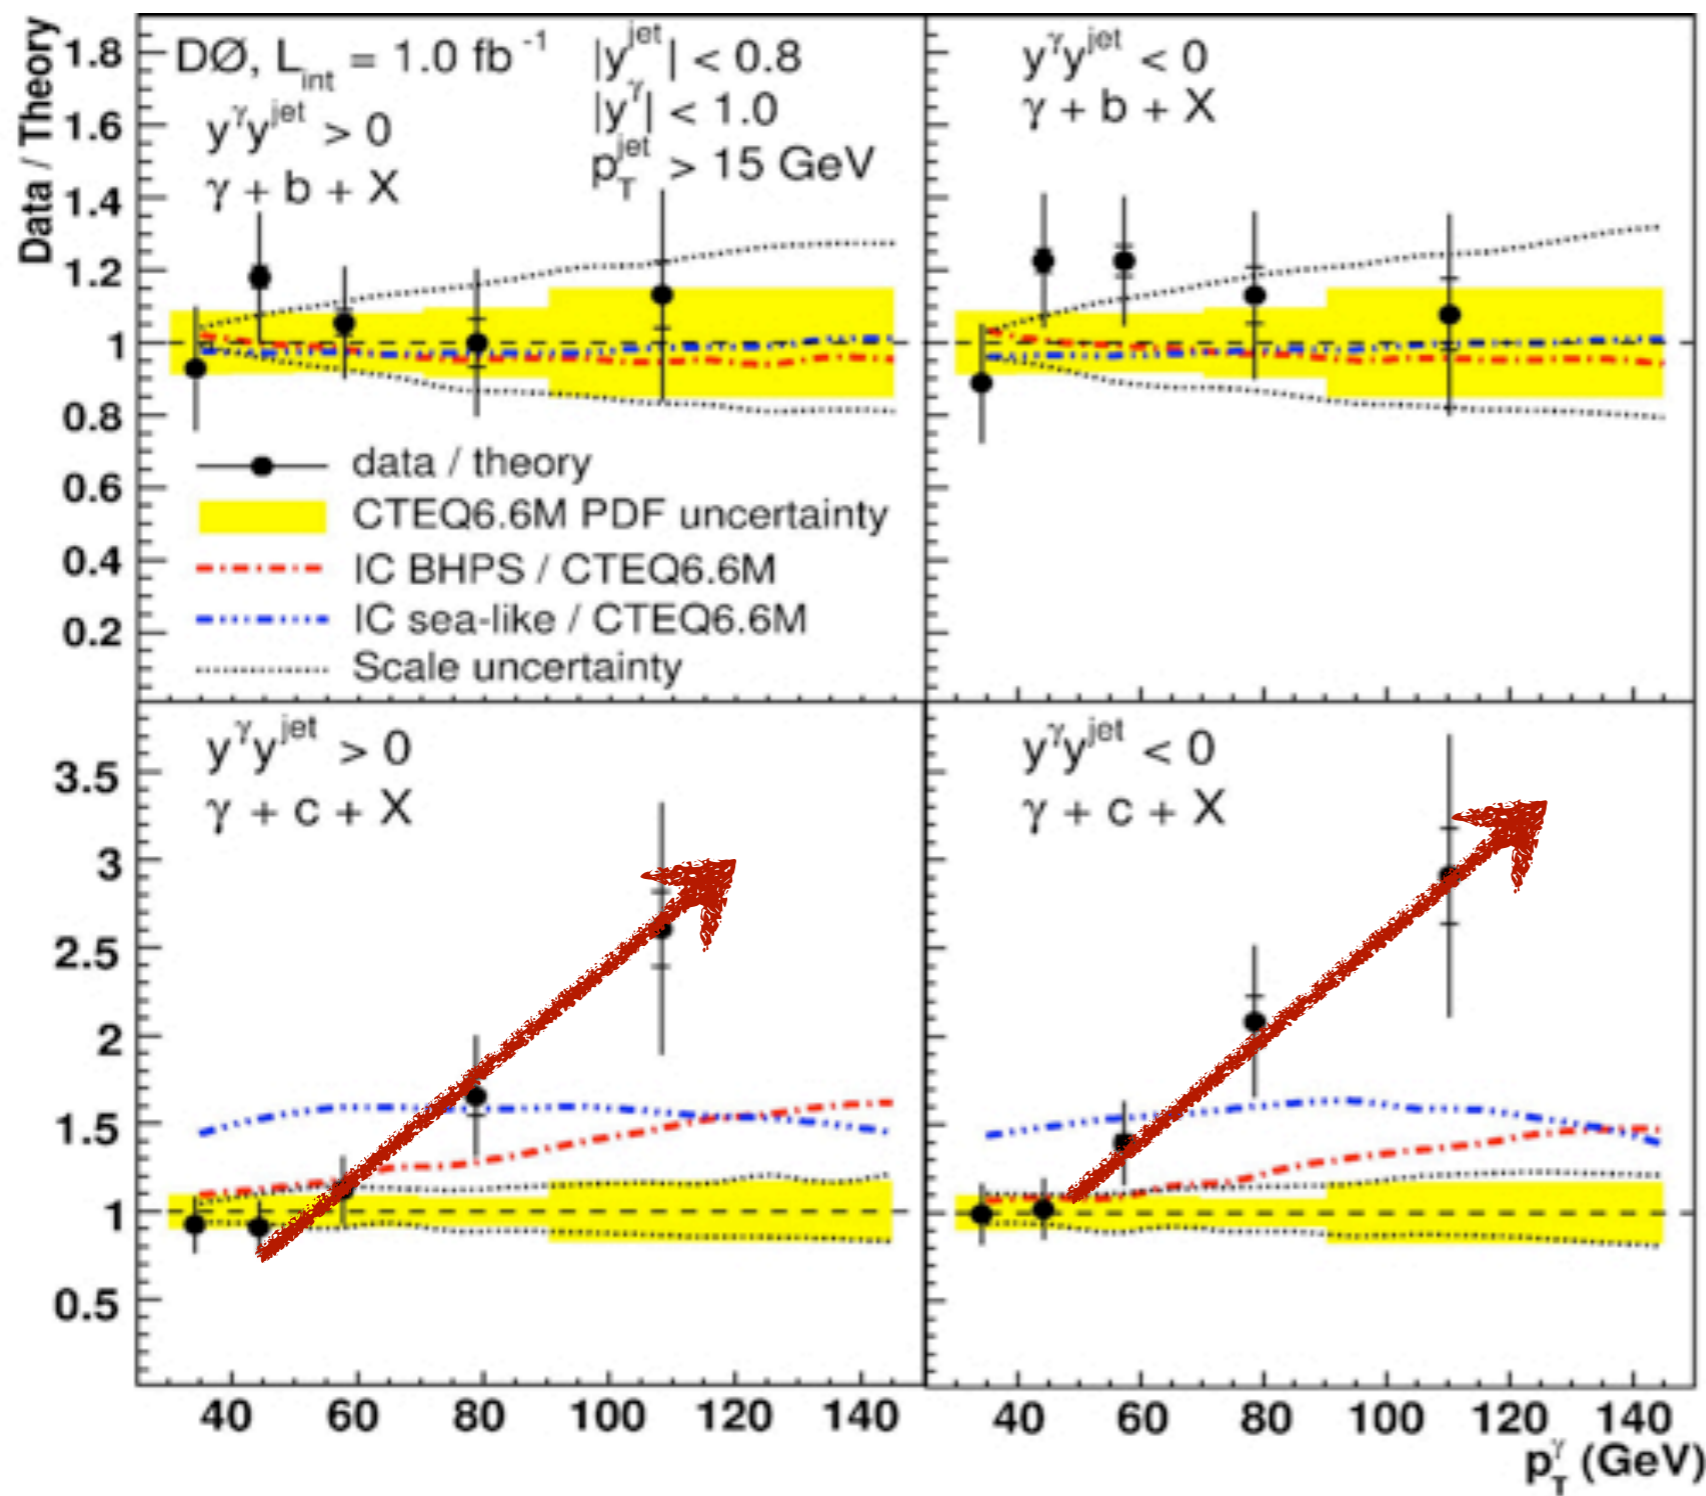 Data / Theory
1.8
1.6
1.4
1.2
1
0.8
0.6
0.4
0.2
DØ, L_int = 1.0 fb^-1
y^γ y^jet > 0
γ + b + X
|y^jet| < 0.8
|y^γ| < 1.0
p_T^jet > 15 GeV
data / theory
CTEQ6.6M PDF uncertainty
IC BHPS / CTEQ6.6M
IC sea-like / CTEQ6.6M
Scale uncertainty
y^γ y^jet < 0
γ + b + X
3.5
3
2.5
2
1.5
1
0.5
y^γ y^jet > 0
γ + c + X
y^γ y^jet < 0
γ + c + X
40 60 80 100 120 140
40 60 80 100 120 140
p_T^γ (GeV)